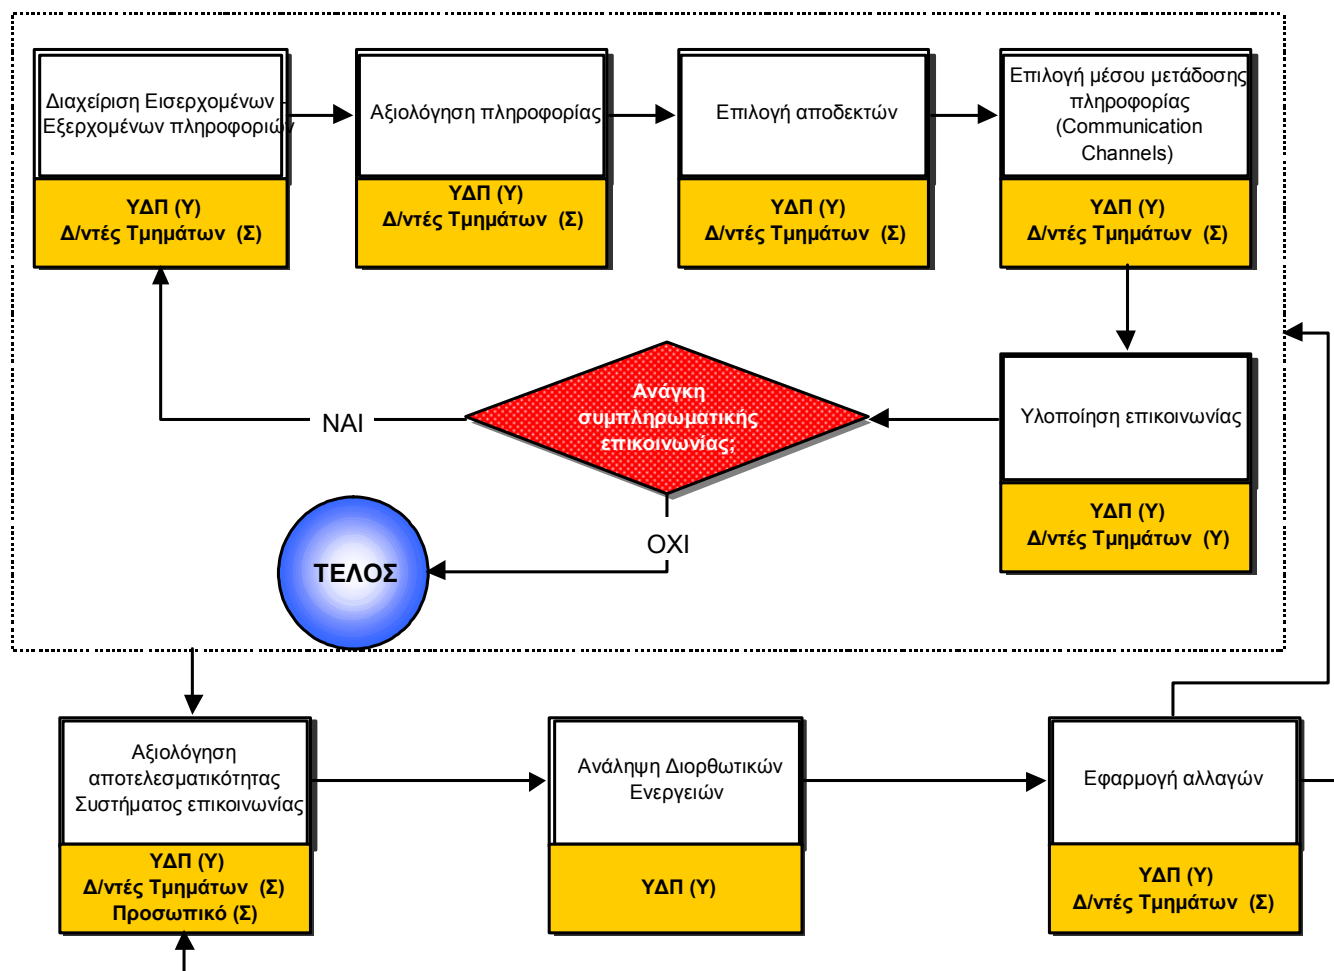 Διαχείριση Εισερχομένων -
Εξερχομένων πληροφοριών
ΥΔΠ (Υ)
Δ/ντές Τμημάτων (Σ)
Αξιολόγηση πληροφορίας
ΥΔΠ (Υ)
Δ/ντές Τμημάτων (Σ)
Επιλογή αποδεκτών
ΥΔΠ (Υ)
Δ/ντές Τμημάτων (Σ)
Επιλογή μέσου μετάδοσης
πληροφορίας
(Communication
Channels)
ΥΔΠ (Υ)
Δ/ντές Τμημάτων (Σ)
Υλοποίηση επικοινωνίας
ΥΔΠ (Υ)
Δ/ντές Τμημάτων (Υ)
Ανάγκη
συμπληρωματικής
επικοινωνίας;
ΝΑΙ
ΟΧΙ
ΤΕΛΟΣ
Αξιολόγηση
αποτελεσματικότητας
Συστήματος επικοινωνίας
ΥΔΠ (Υ)
Δ/ντές Τμημάτων (Σ)
Προσωπικό (Σ)
Ανάληψη Διορθωτικών
Ενεργειών
ΥΔΠ (Υ)
Εφαρμογή αλλαγών
ΥΔΠ (Υ)
Δ/ντές Τμημάτων (Σ)